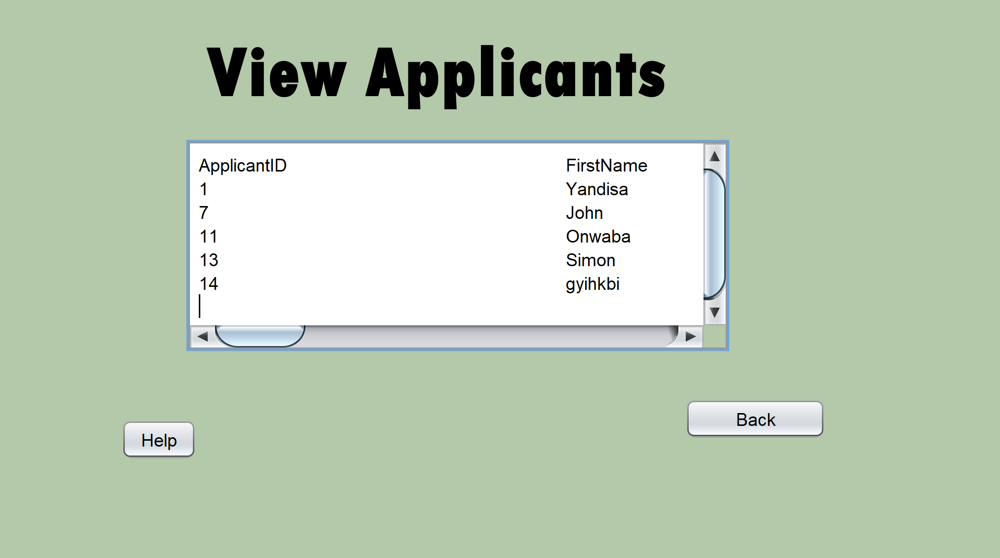 View Applicants
ApplicantID FirstName
1 Yandisa
7 John
11 Onwaba
13 Simon
14 gyihkbi
Back
Help